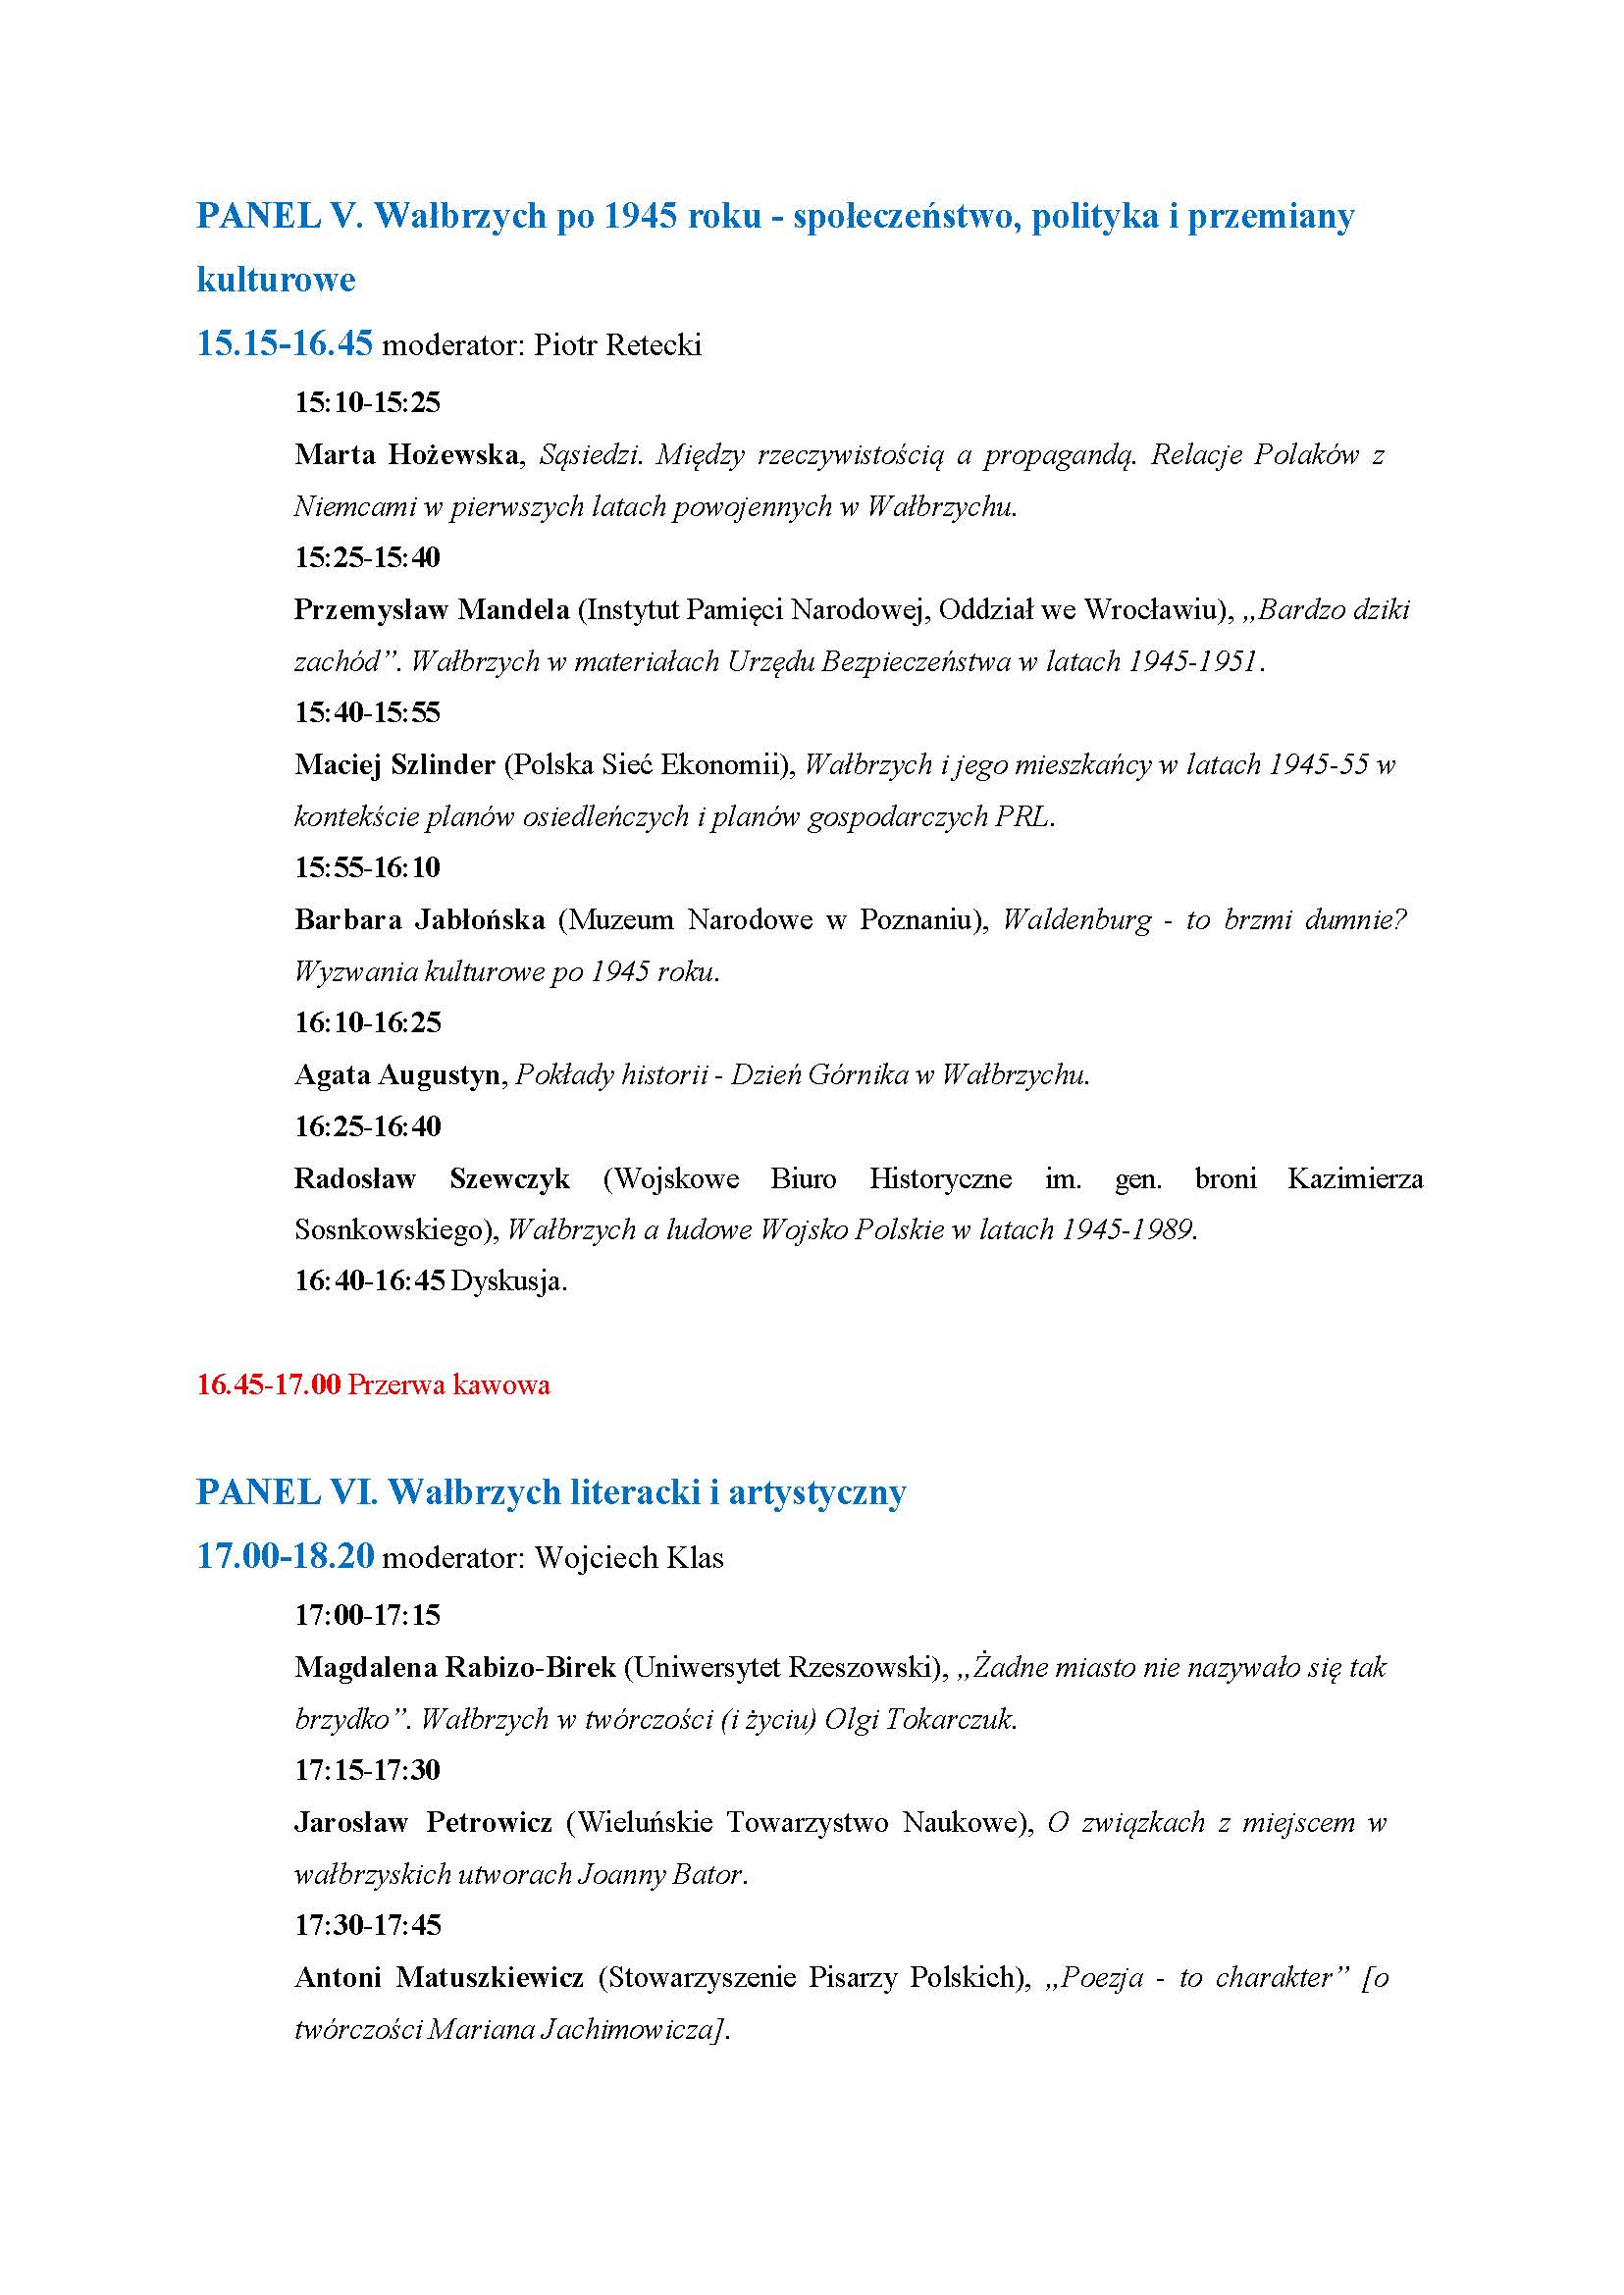 PANEL V. Wałbrzych po 1945 roku - społeczeństwo, polityka i przemiany
kulturowe
15.15-16.45 moderator: Piotr Retecki
15:10-15:25
Marta Hożewska, Sąsiedzi. Między rzeczywistością a propagandą. Relacje Polaków z
Niemcami w pierwszych latach powojennych w Wałbrzychu.
15:25-15:40
Przemysław Mandela (Instytut Pamięci Narodowej, Oddział we Wrocławiu), „Bardzo dziki
zachód”. Wałbrzych w materiałach Urzędu Bezpieczeństwa w latach 1945-1951.
15:40-15:55
Maciej Szlinder (Polska Sieć Ekonomii), Wałbrzych i jego mieszkańcy w latach 1945-55 w
kontekście planów osiedleńczych i planów gospodarczych PRL.
15:55-16:10
Barbara Jabłońska (Muzeum Narodowe w Poznaniu), Waldenburg - to brzmi dumnie?
Wyzwania kulturowe po 1945 roku.
16:10-16:25
Agata Augustyn, Pokłady historii - Dzień Górnika w Wałbrzychu.
16:25-16:40
Radosław Szewczyk (Wojskowe Biuro Historyczne im. gen. broni Kazimierza
Sosnkowskiego), Wałbrzych a ludowe Wojsko Polskie w latach 1945-1989.
16:40-16:45 Dyskusja.
16.45-17.00 Przerwa kawowa
PANEL VI. Wałbrzych literacki i artystyczny
17.00-18.20 moderator: Wojciech Klas
17:00-17:15
Magdalena Rabizo-Birek (Uniwersytet Rzeszowski), „Żadne miasto nie nazywało się tak
brzydko”. Wałbrzych w twórczości (i życiu) Olgi Tokarczuk.
17:15-17:30
Jarosław Petrowicz (Wieluńskie Towarzystwo Naukowe), O związkach z miejscem w
wałbrzyskich utworach Joanny Bator.
17:30-17:45
Antoni Matuszkiewicz (Stowarzyszenie Pisarzy Polskich), „Poezja - to charakter” [o
twórczości Mariana Jachimowicza].